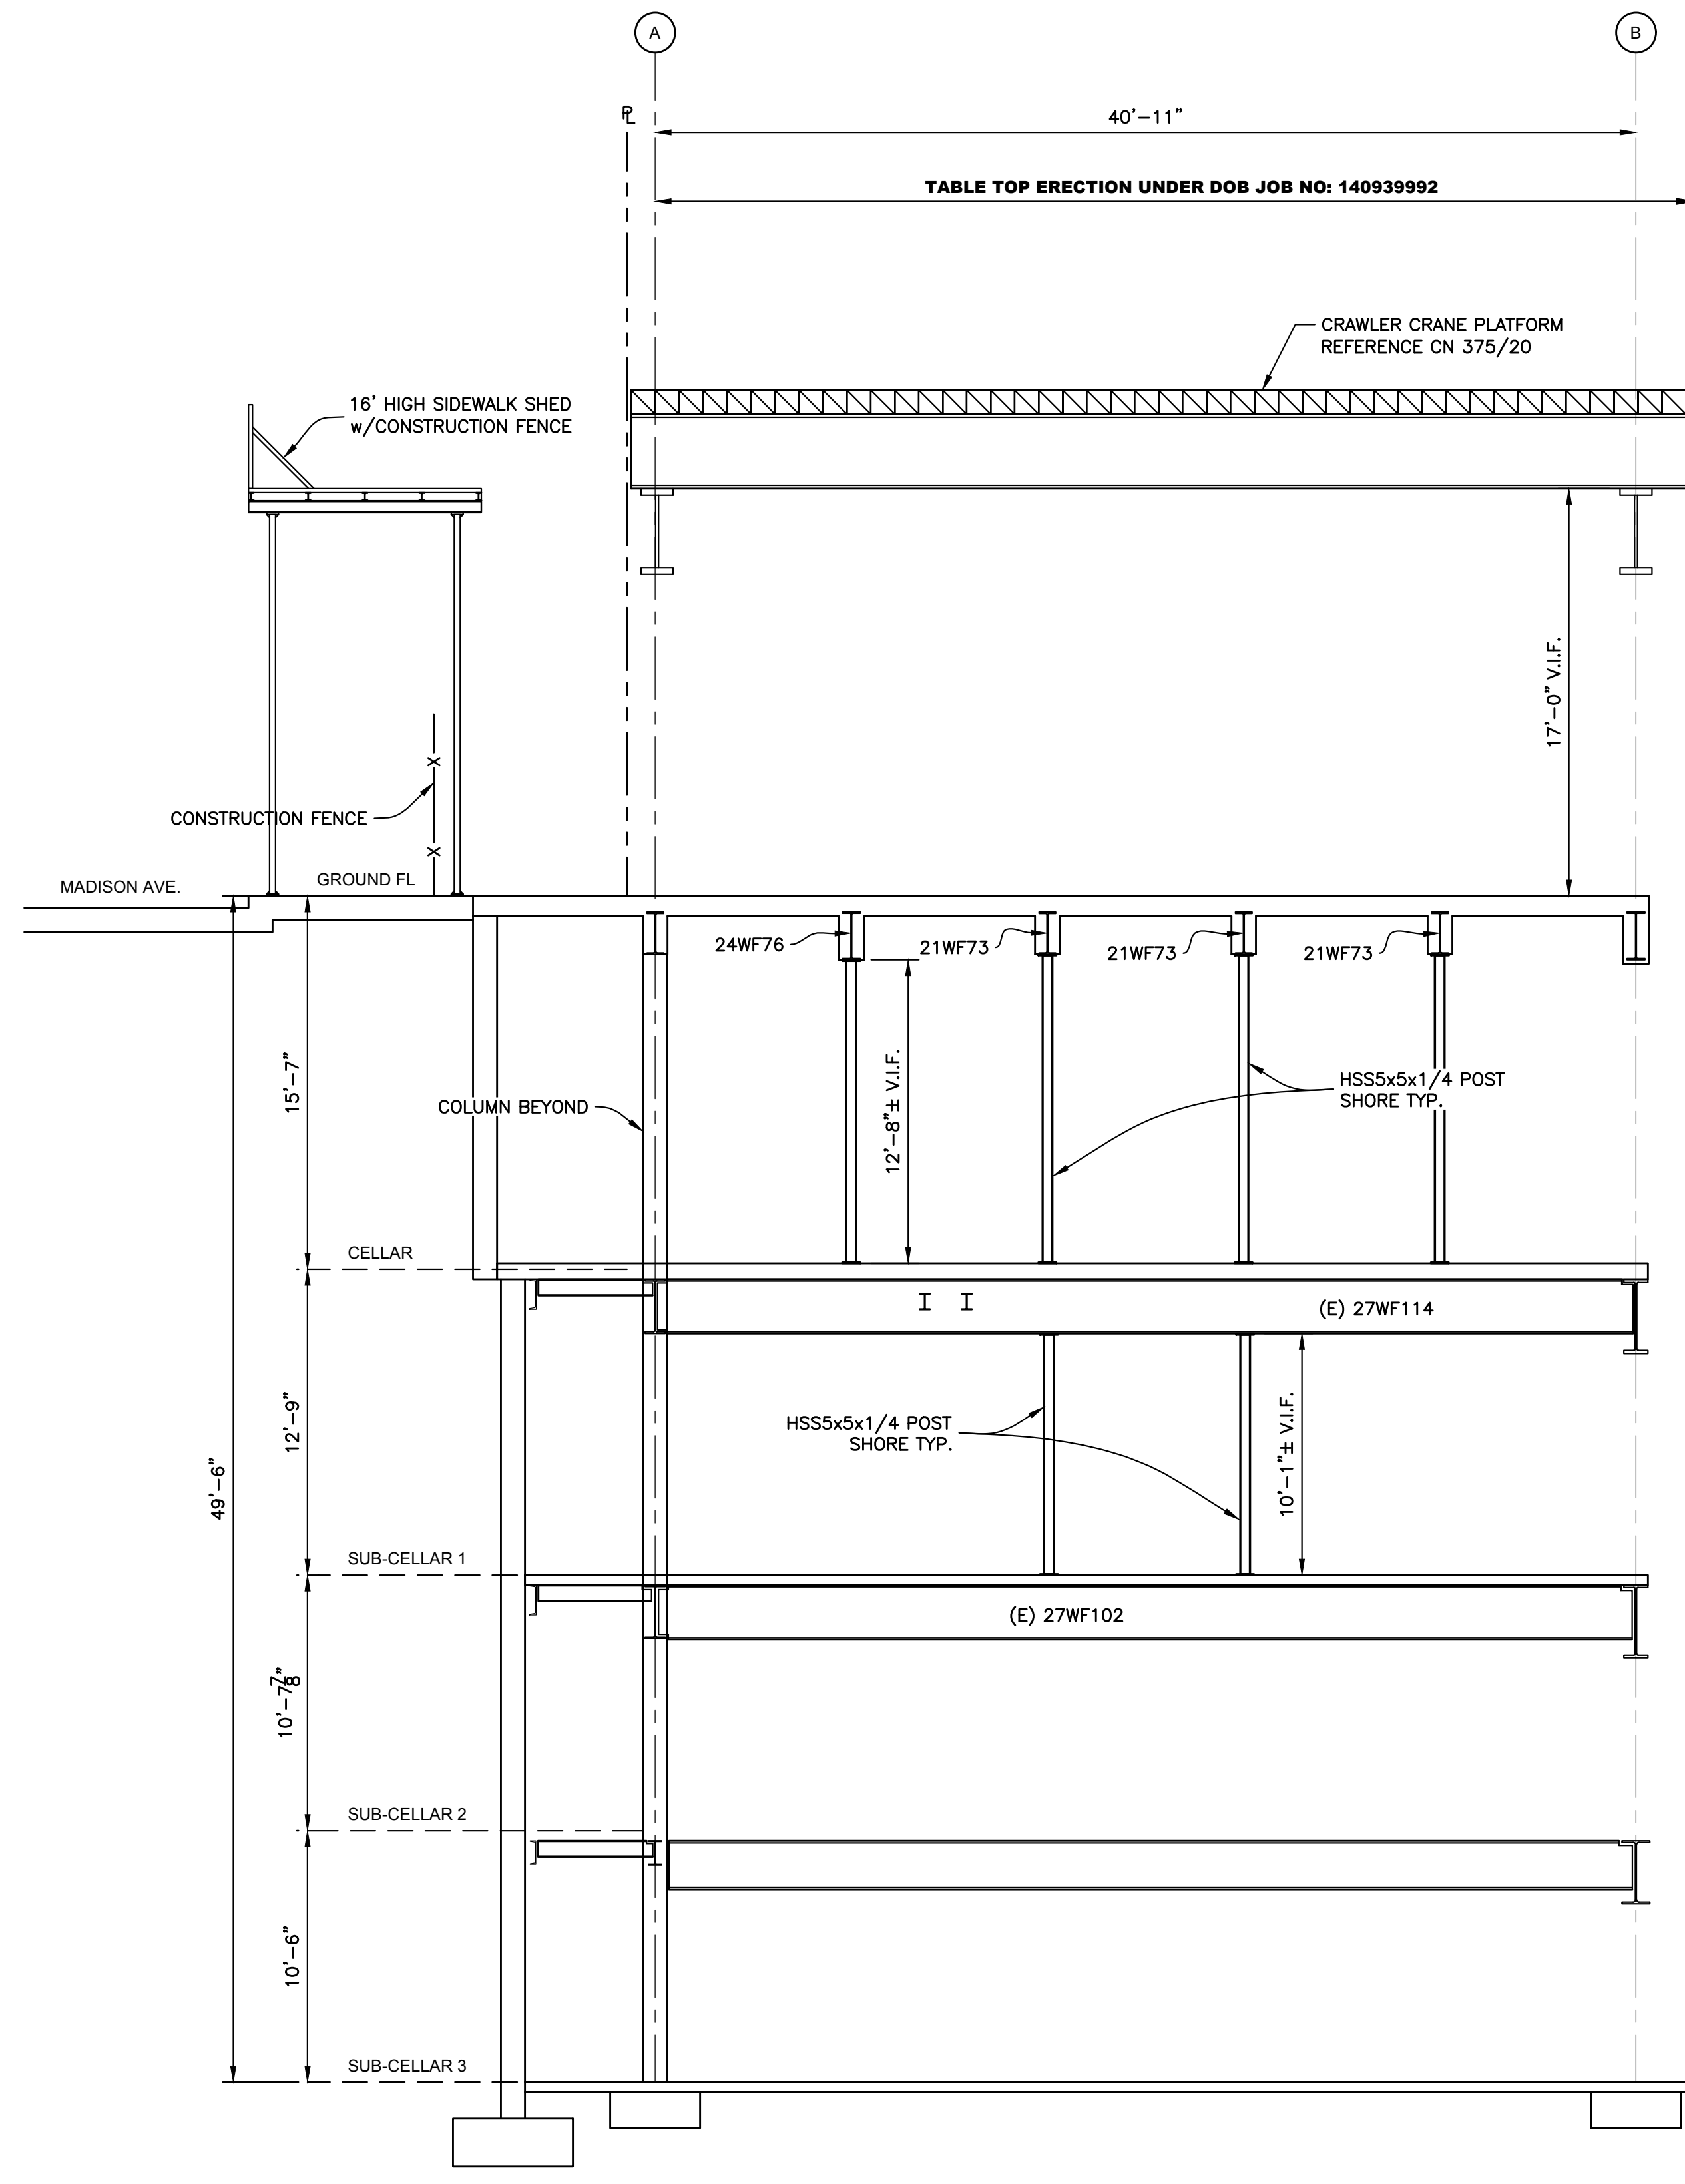 A
B
℄
40'-11"
TABLE TOP ERECTION UNDER DOB JOB NO: 140939992
CRAWLER CRANE PLATFORM
REFERENCE CN 375/20
16' HIGH SIDEWALK SHED
w/CONSTRUCTION FENCE
17'-0" V.I.F.
X
CONSTRUCTION FENCE
X
MADISON AVE.
GROUND FL
24WF76
21WF73
21WF73
21WF73
15'-7"
12'-8"± V.I.F.
HSS5x5x1/4 POST
SHORE TYP.
COLUMN BEYOND
CELLAR
(E) 27WF114
12'-9"
HSS5x5x1/4 POST
SHORE TYP.
10'-1"± V.I.F.
49'-6"
SUB-CELLAR 1
(E) 27WF102
10'-7 7/8"
SUB-CELLAR 2
10'-6"
SUB-CELLAR 3